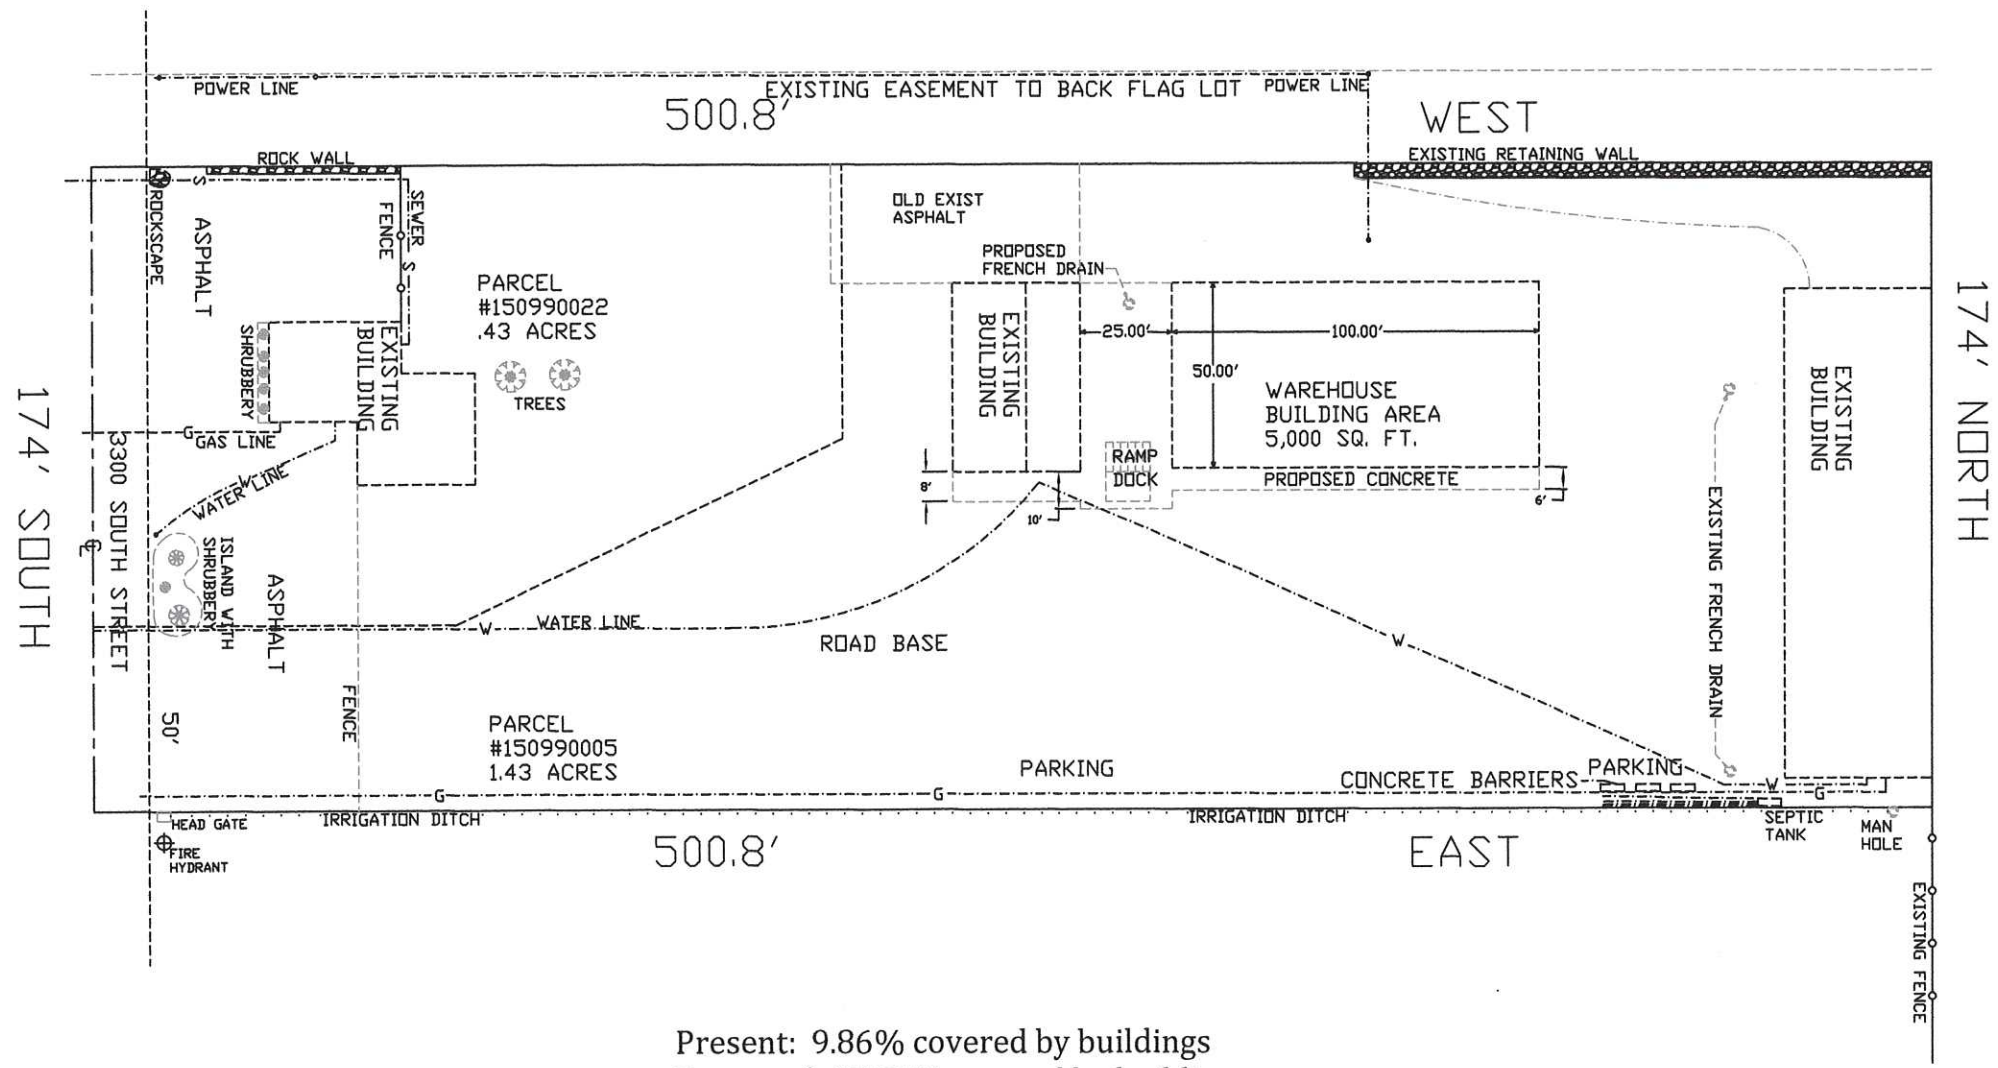 POWER LINE
EXISTING EASEMENT TO BACK FLAG LOT
POWER LINE
500.8'
WEST
ROCK WALL
EXISTING RETAINING WALL
S
ROCKSCAPE
ASPHALT
FENCE
SEWER
S
OLD EXIST
ASPHALT
PROPOSED
FRENCH DRAIN
PARCEL
#150990022
.43 ACRES
TREES
SHRUBBERY
EXISTING
BUILDING
EXISTING
BUILDING
25.00'
100.00'
50.00'
WAREHOUSE
BUILDING AREA
5,000 SQ. FT.
EXISTING
BUILDING
174' NORTH
174' SOUTH
G
GAS LINE
W
WATER LINE
RAMP
DOCK
PROPOSED CONCRETE
8'
10'
6'
3300 SOUTH STREET
CL
ISLAND WITH
SHRUBBERY
ASPHALT
W
WATER LINE
ROAD BASE
W
EXISTING FRENCH DRAIN
50'
FENCE
PARCEL
#150990005
1.43 ACRES
PARKING
CONCRETE BARRIERS
PARKING
W
G
G
G
HEAD GATE
IRRIGATION DITCH
IRRIGATION DITCH
SEPTIC
TANK
MAN
HOLE
FIRE
HYDRANT
500.8'
EAST
EXISTING FENCE
Present: 9.86% covered by buildings